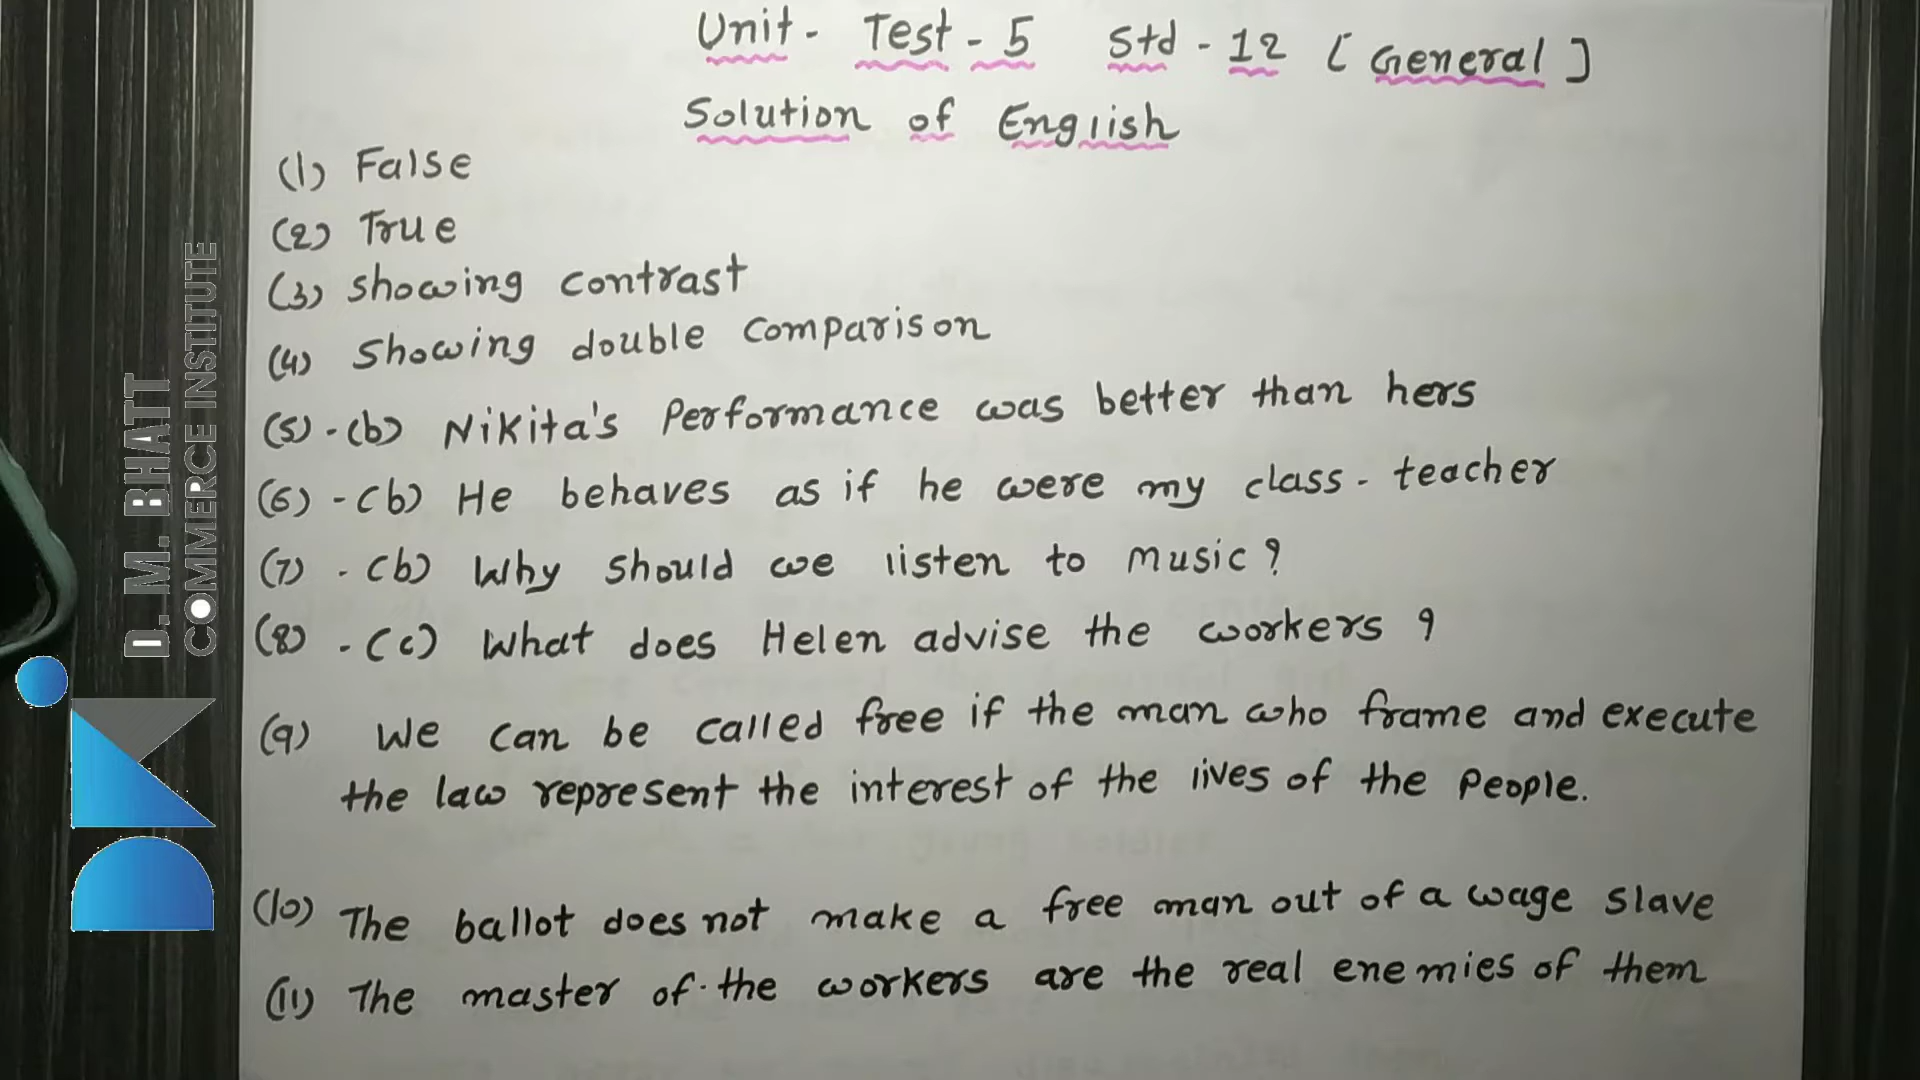 Unit - Test - 5 Std - 12 [General]
Solution of English
(1) False
(2) True
(3) Showing contrast
(4) Showing double comparison
(5) - (b) Nikita's Performance was better than hers
(6) - (b) He behaves as if he were my class - teacher
(7) - (b) Why should we listen to music?
(8) - (c) What does Helen advise the workers ?
(9) We can be called free if the man who frame and execute
the law represent the interest of the lives of the People.
(10) The ballot does not make a free man out of a wage slave
(11) The master of the workers are the real enemies of them
D. M. BHATT
COMMERCE INSTITUTE